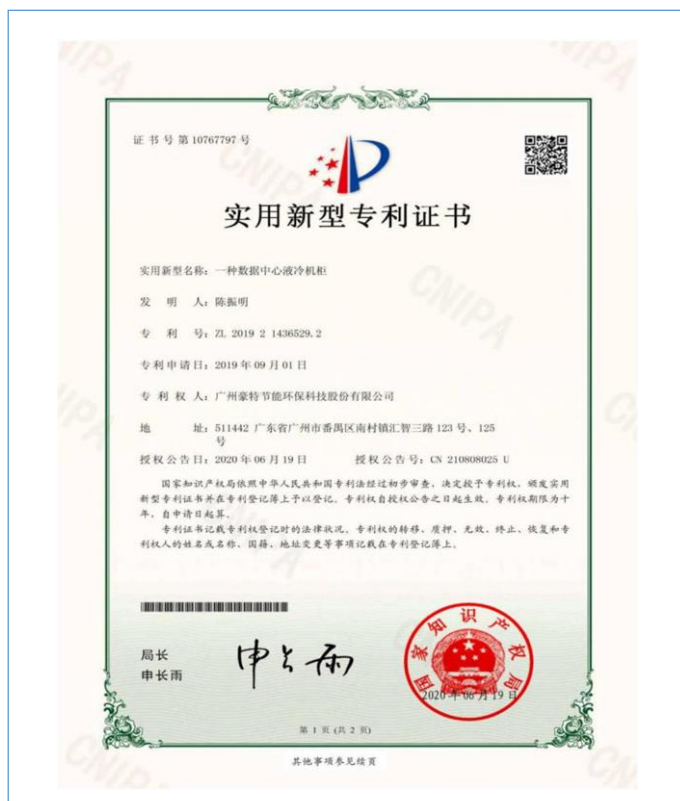 证书号第10767797号
实用新型专利证书
实用新型名称：一种数据中心液冷机柜
发明人：陈振明
专利号：ZL 2019 2 1436529.2
专利申请日：2019年09月01日
专利权人：广州豪特节能环保科技股份有限公司
地址：511442 广东省广州市番禺区南村镇汇智三路123号、125
号
授权公告日：2020年06月19日 授权公告号：CN 210808025 U
国家知识产权局依照中华人民共和国专利法经过初步审查，决定授予专利权，颁发实用
新型专利证书并在专利登记簿上予以登记。专利权自授权公告之日起生效。专利权期限为十
年，自申请日起算。
专利证书记载专利权登记时的法律状况。专利权的转移、质押、无效、终止、恢复和专
利权人的姓名或名称、国籍、地址变更等事项记载在专利登记簿上。
局长
申长雨
申长雨
国家知识产权局
2020年06月19日
第 1 页 (共 2 页)
其他事项参见续页
CNIPA
CNIPA
CNIPA
CNIPA
CNIPA
CNIPA
CNIPA
CNIPA